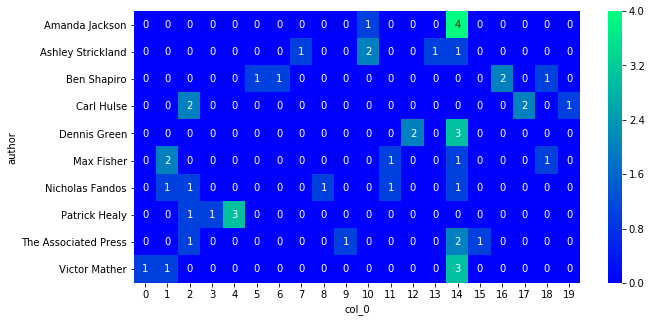 Amanda Jackson 0 0 0 0 0 0 0 0 0 0 1 0 0 0 4 0 0 0 0 0
Ashley Strickland 0 0 0 0 0 0 0 1 0 0 2 0 0 1 1 0 0 0 0 0
Ben Shapiro 0 0 0 0 0 1 1 0 0 0 0 0 0 0 0 0 2 0 1 0
Carl Hulse 0 0 2 0 0 0 0 0 0 0 0 0 0 0 0 0 0 2 0 1
Dennis Green 0 0 0 0 0 0 0 0 0 0 0 0 2 0 3 0 0 0 0 0
Max Fisher 0 2 0 0 0 0 0 0 0 0 0 1 0 0 1 0 0 0 1 0
Nicholas Fandos 0 1 1 0 0 0 0 0 1 0 0 1 0 0 1 0 0 0 0 0
Patrick Healy 0 0 1 1 3 0 0 0 0 0 0 0 0 0 0 0 0 0 0 0
The Associated Press 0 0 1 0 0 0 0 0 0 1 0 0 0 0 2 1 0 0 0 0
Victor Mather 1 1 0 0 0 0 0 0 0 0 0 0 0 0 3 0 0 0 0 0
0 1 2 3 4 5 6 7 8 9 10 11 12 13 14 15 16 17 18 19
col_0
author
4.0
3.2
2.4
1.6
0.8
0.0